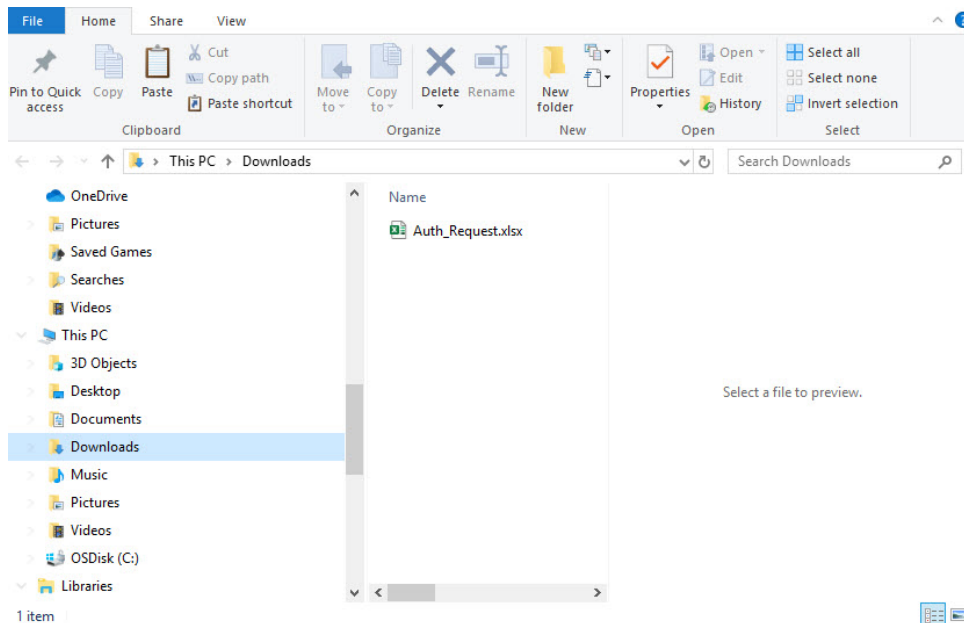 File Home Share View
Pin to Quick access
Copy
Paste
Cut
Copy path
Paste shortcut
Clipboard
Move to
Copy to
Delete
Rename
Organize
New folder
New
Properties
Open
Edit
History
Open
Select all
Select none
Invert selection
Select
This PC > Downloads
Search Downloads
OneDrive
Pictures
Saved Games
Searches
Videos
This PC
3D Objects
Desktop
Documents
Downloads
Music
Pictures
Videos
OSDisk (C:)
Libraries
Name
Auth_Request.xlsx
Select a file to preview.
1 item